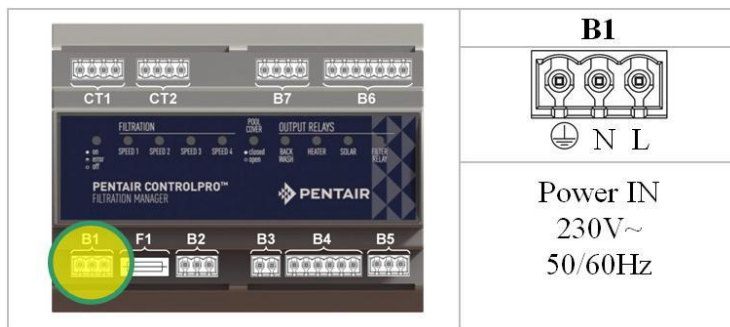 CT1 CT2 B7 B6
FILTRATION
POOL COVER
OUTPUT RELAYS
on
error
off
SPEED 1 SPEED 2 SPEED 3 SPEED 4
closed
open
BACK WASH
HEATER
SOLAR
FILTER RELAY
PENTAIR CONTROLPRO™
FILTRATION MANAGER
PENTAIR
B1 F1 B2 B3 B4 B5
B1
N L
Power IN
230V~
50/60Hz